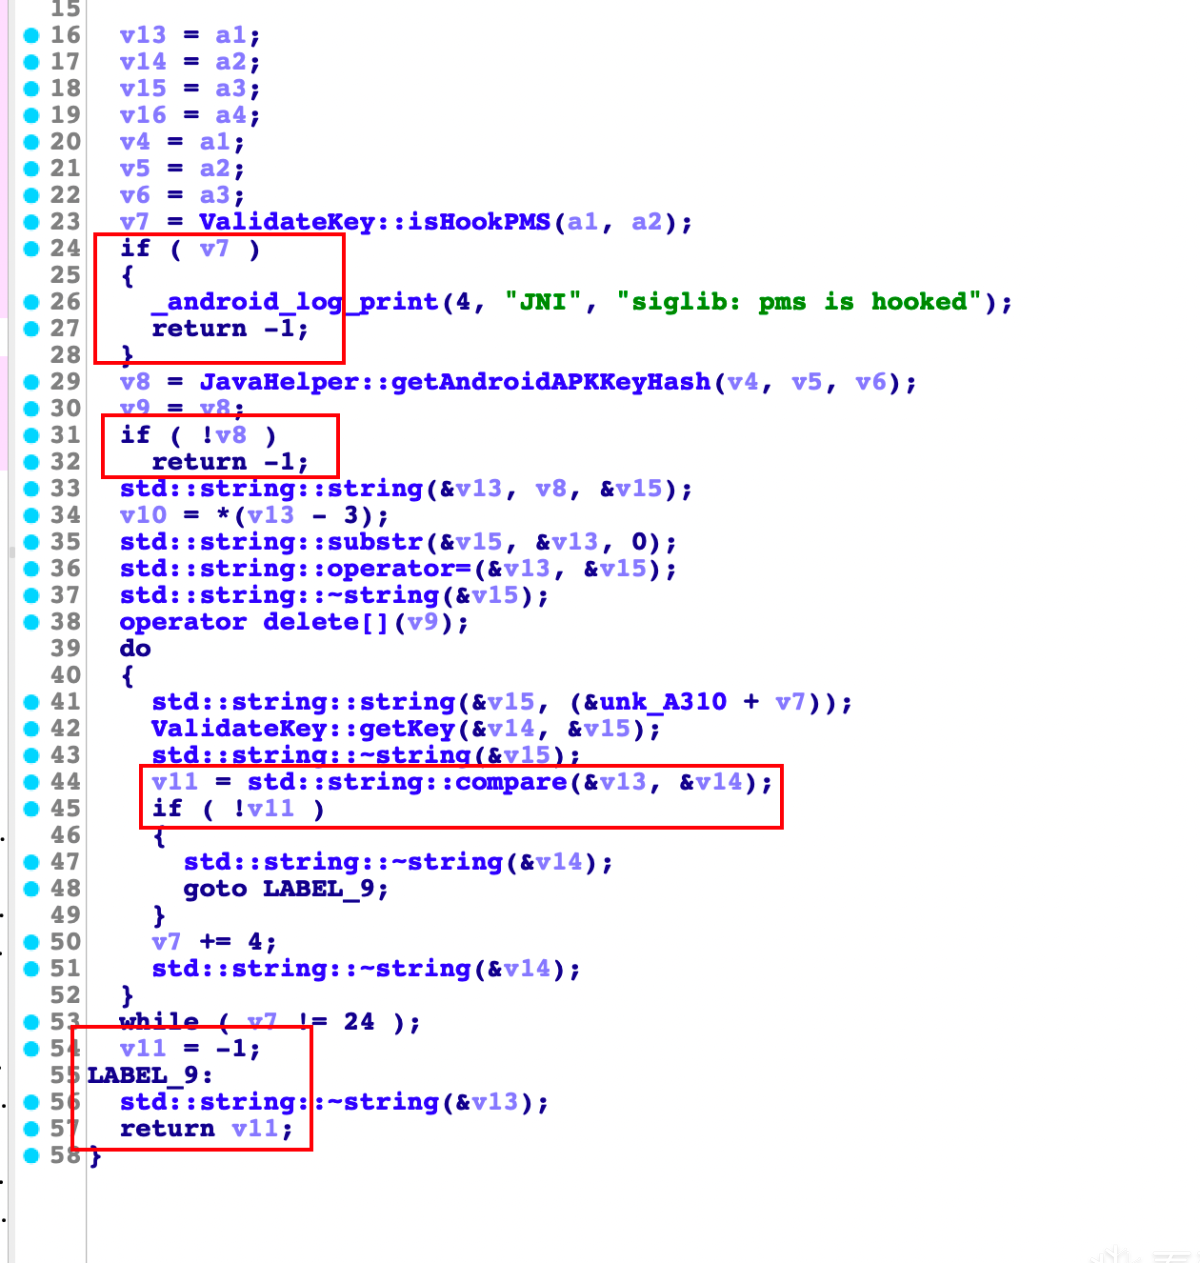 15
16 v13 = a1;
17 v14 = a2;
18 v15 = a3;
19 v16 = a4;
20 v4 = a1;
21 v5 = a2;
22 v6 = a3;
23 v7 = ValidateKey::isHookPMS(a1, a2);
24 if ( v7 )
25 {
26 _android_log_print(4, "JNI", "siglib: pms is hooked");
27 return -1;
28 }
29 v8 = JavaHelper::getAndroidAPKKeyHash(v4, v5, v6);
30 v9 = v8;
31 if ( !v8 )
32 return -1;
33 std::string::string(&v13, v8, &v15);
34 v10 = *(v13 - 3);
35 std::string::substr(&v15, &v13, 0);
36 std::string::operator=(&v13, &v15);
37 std::string::~string(&v15);
38 operator delete[](v9);
39 do
40 {
41 std::string::string(&v15, (&unk_A310 + v7));
42 ValidateKey::getKey(&v14, &v15);
43 std::string::~string(&v15);
44 v11 = std::string::compare(&v13, &v14);
45 if ( !v11 )
46 {
47 std::string::~string(&v14);
48 goto LABEL_9;
49 }
50 v7 += 4;
51 std::string::~string(&v14);
52 }
53 while ( v7 != 24 );
54 v11 = -1;
55 LABEL_9:
56 std::string::~string(&v13);
57 return v11;
58 }